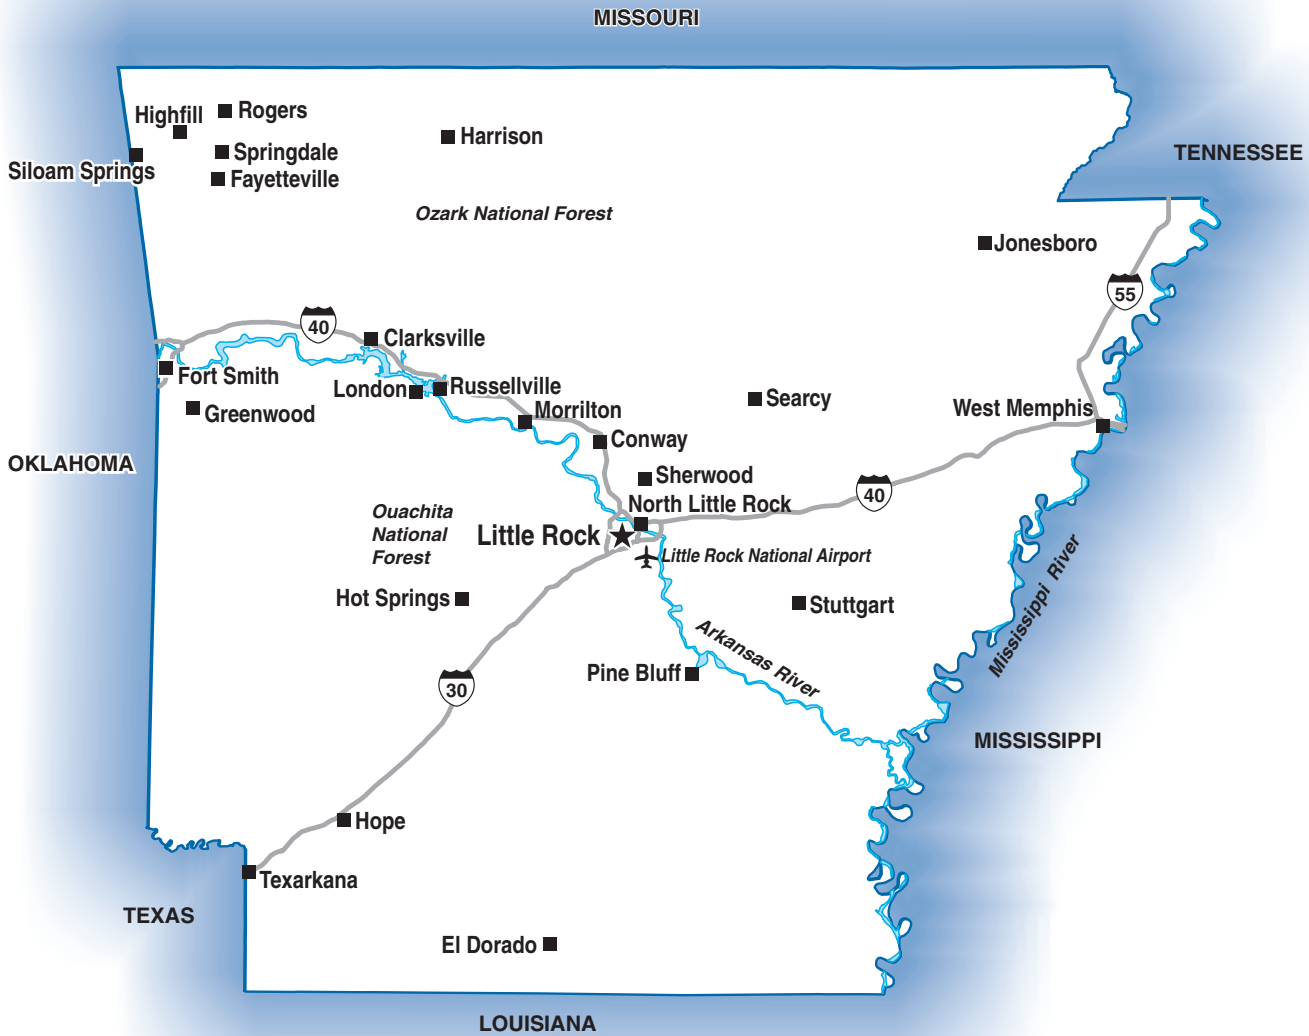 MISSOURI
Highfill
Rogers
Harrison
Springdale
TENNESSEE
Siloam Springs
Fayetteville
Ozark National Forest
Jonesboro
55
40
Clarksville
Fort Smith
London
Russellville
Searcy
Greenwood
Morrilton
West Memphis
Conway
OKLAHOMA
Sherwood
40
North Little Rock
Ouachita
National
Forest
Little Rock
Little Rock National Airport
Hot Springs
Stuttgart
Mississippi River
Arkansas River
Pine Bluff
30
MISSISSIPPI
Hope
Texarkana
TEXAS
El Dorado
LOUISIANA